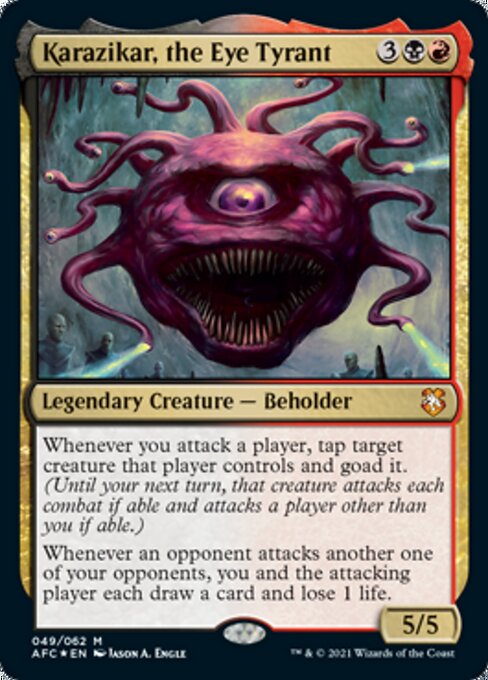 Karazikar, the Eye Tyrant 3
Legendary Creature — Beholder
Whenever you attack a player, tap target
creature that player controls and goad it.
(Until your next turn, that creature attacks each
combat if able and attacks a player other than
you if able.)
Whenever an opponent attacks another one
of your opponents, you and the attacking
player each draw a card and lose 1 life.
5/5
049/062 M
AFC ★ EN Jason A. Engle
™ & © 2021 Wizards of the Coast